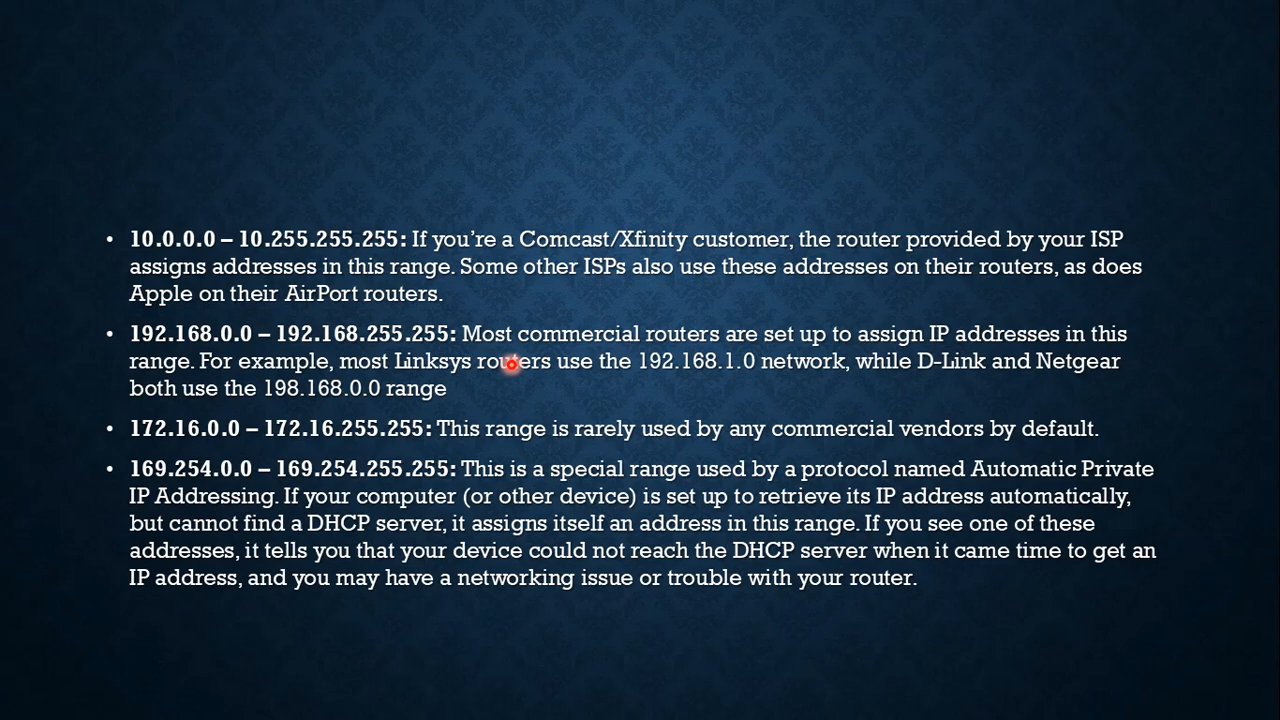 • 10.0.0.0 – 10.255.255.255: If you’re a Comcast/Xfinity customer, the router provided by your ISP
assigns addresses in this range. Some other ISPs also use these addresses on their routers, as does
Apple on their AirPort routers.
• 192.168.0.0 – 192.168.255.255: Most commercial routers are set up to assign IP addresses in this
range. For example, most Linksys routers use the 192.168.1.0 network, while D-Link and Netgear
both use the 198.168.0.0 range
• 172.16.0.0 – 172.16.255.255: This range is rarely used by any commercial vendors by default.
• 169.254.0.0 – 169.254.255.255: This is a special range used by a protocol named Automatic Private
IP Addressing. If your computer (or other device) is set up to retrieve its IP address automatically,
but cannot find a DHCP server, it assigns itself an address in this range. If you see one of these
addresses, it tells you that your device could not reach the DHCP server when it came time to get an
IP address, and you may have a networking issue or trouble with your router.